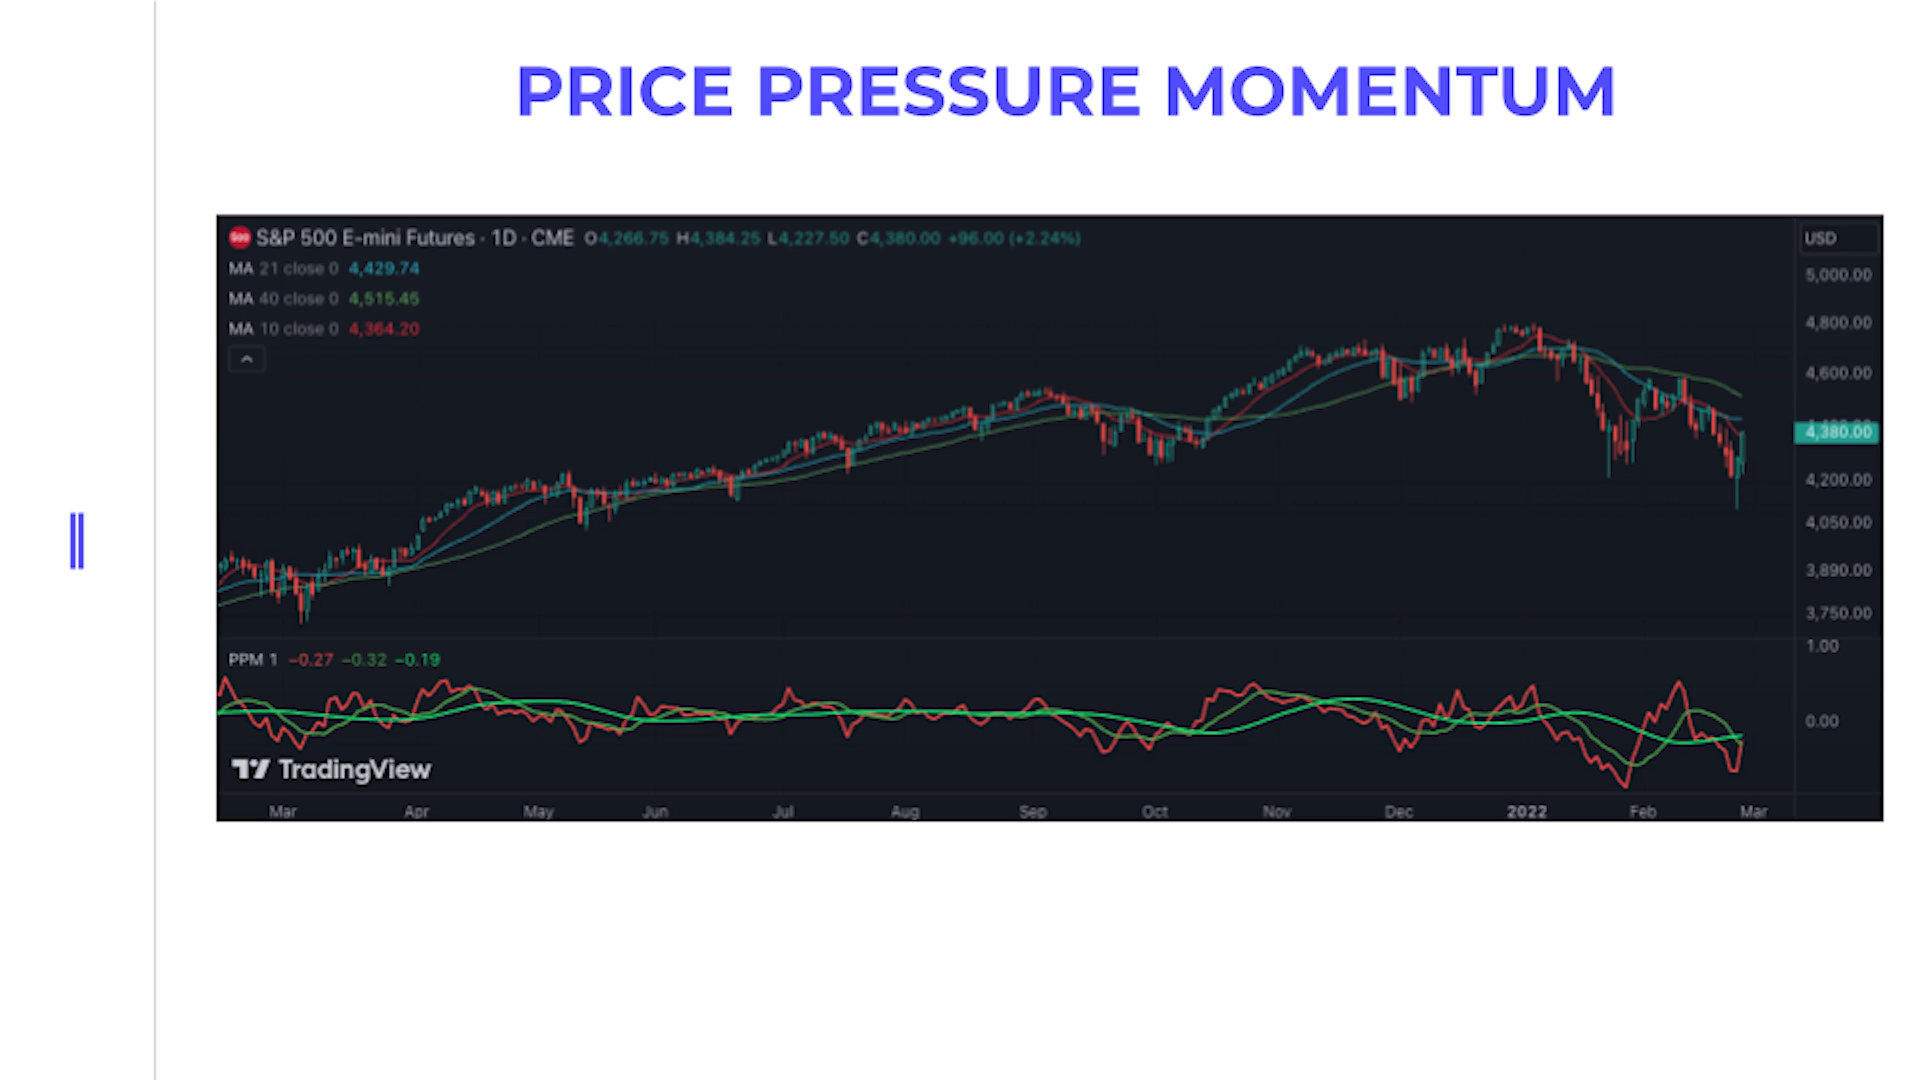 PRICE PRESSURE MOMENTUM
500 S&P 500 E-mini Futures · 1D · CME O4,266.75 H4,384.25 L4,227.50 C4,380.00 +96.00 (+2.24%)
USD
MA 21 close 0 4,429.74
MA 40 close 0 4,515.45
MA 10 close 0 4,364.20
5,000.00
4,800.00
4,600.00
4,380.00
4,200.00
4,050.00
3,890.00
3,750.00
PPM 1 −0.27 −0.32 −0.19
1.00
0.00
TradingView
Mar Apr May Jun Jul Aug Sep Oct Nov Dec 2022 Feb Mar